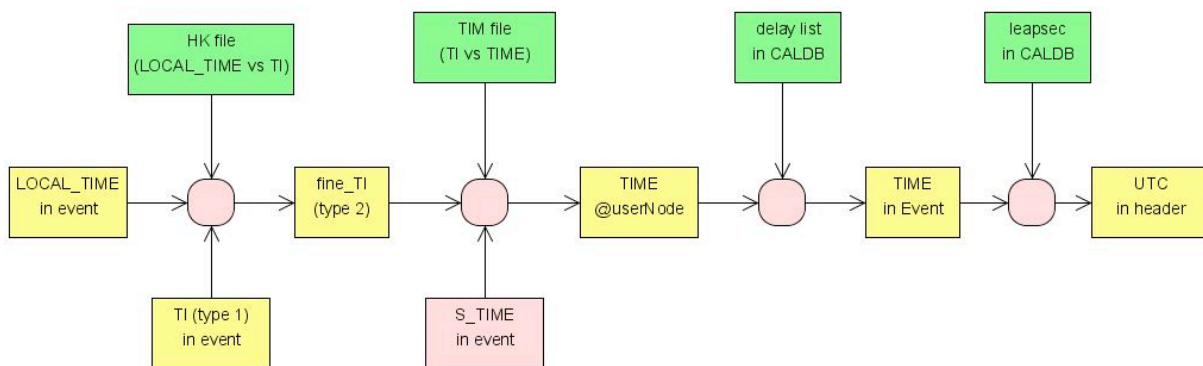 HK file
(LOCAL_TIME vs TI)
TIM file
(TI vs TIME)
delay list
in CALDB
leapsec
in CALDB
LOCAL_TIME
in event
fine_TI
(type 2)
TIME
@userNode
TIME
in Event
UTC
in header
TI (type 1)
in event
S_TIME
in event